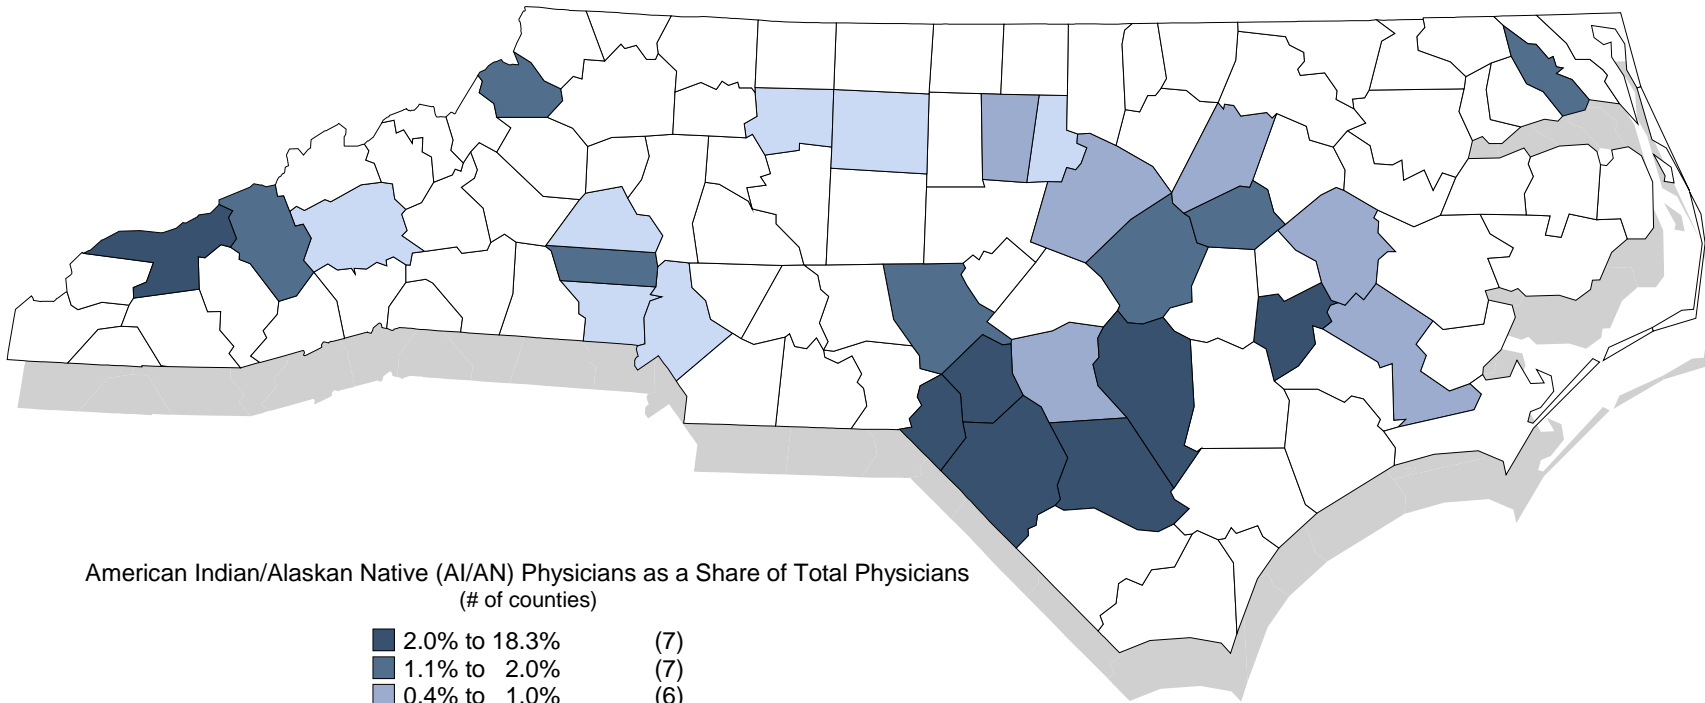 American Indian/Alaskan Native (AI/AN) Physicians as a Share of Total Physicians
(# of counties)
2.0% to 18.3% (7)
1.1% to 2.0% (7)
0.4% to 1.0% (6)